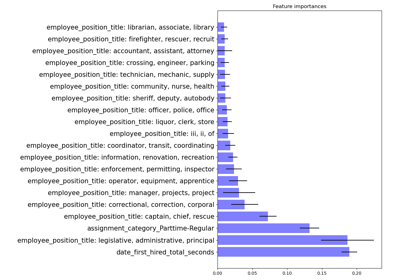 Feature importances
employee_position_title: librarian, associate, library
employee_position_title: firefighter, rescuer, recruit
employee_position_title: accountant, assistant, attorney
employee_position_title: crossing, engineer, parking
employee_position_title: technician, mechanic, supply
employee_position_title: community, nurse, health
employee_position_title: sheriff, deputy, autobody
employee_position_title: officer, police, office
employee_position_title: liquor, clerk, store
employee_position_title: iii, ii, of
employee_position_title: coordinator, transit, coordinating
employee_position_title: information, renovation, recreation
employee_position_title: enforcement, permitting, inspector
employee_position_title: operator, equipment, apprentice
employee_position_title: manager, projects, project
employee_position_title: correctional, correction, corporal
employee_position_title: captain, chief, rescue
assignment_category_Parttime-Regular
employee_position_title: legislative, administrative, principal
date_first_hired_total_seconds
0.00 0.05 0.10 0.15 0.20